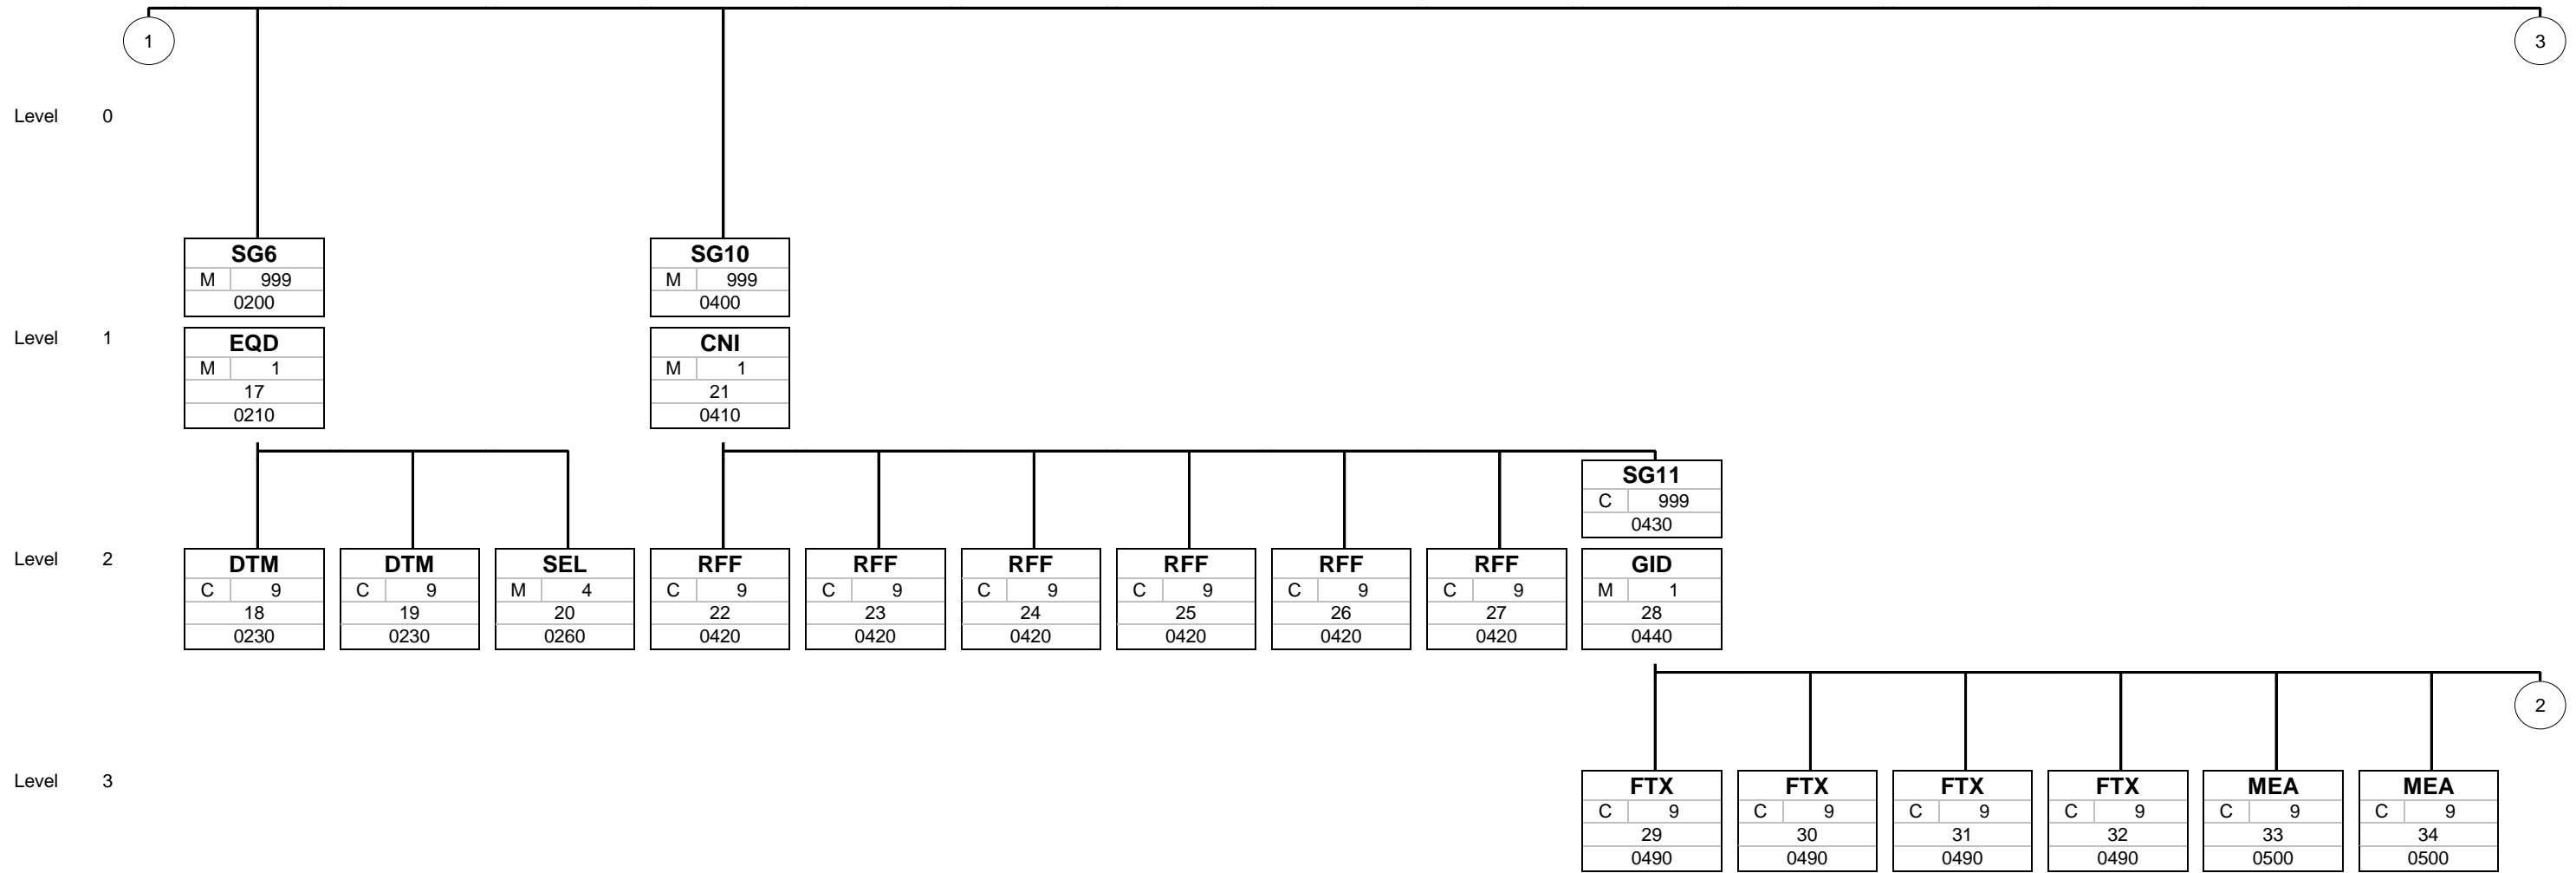 1
3
Level 0
SG6
M 999
0200
SG10
M 999
0400
Level 1
EQD
M 1
17
0210
CNI
M 1
21
0410
SG11
C 999
0430
Level 2
DTM
C 9
18
0230
DTM
C 9
19
0230
SEL
M 4
20
0260
RFF
C 9
22
0420
RFF
C 9
23
0420
RFF
C 9
24
0420
RFF
C 9
25
0420
RFF
C 9
26
0420
RFF
C 9
27
0420
GID
M 1
28
0440
2
Level 3
FTX
C 9
29
0490
FTX
C 9
30
0490
FTX
C 9
31
0490
FTX
C 9
32
0490
MEA
C 9
33
0500
MEA
C 9
34
0500